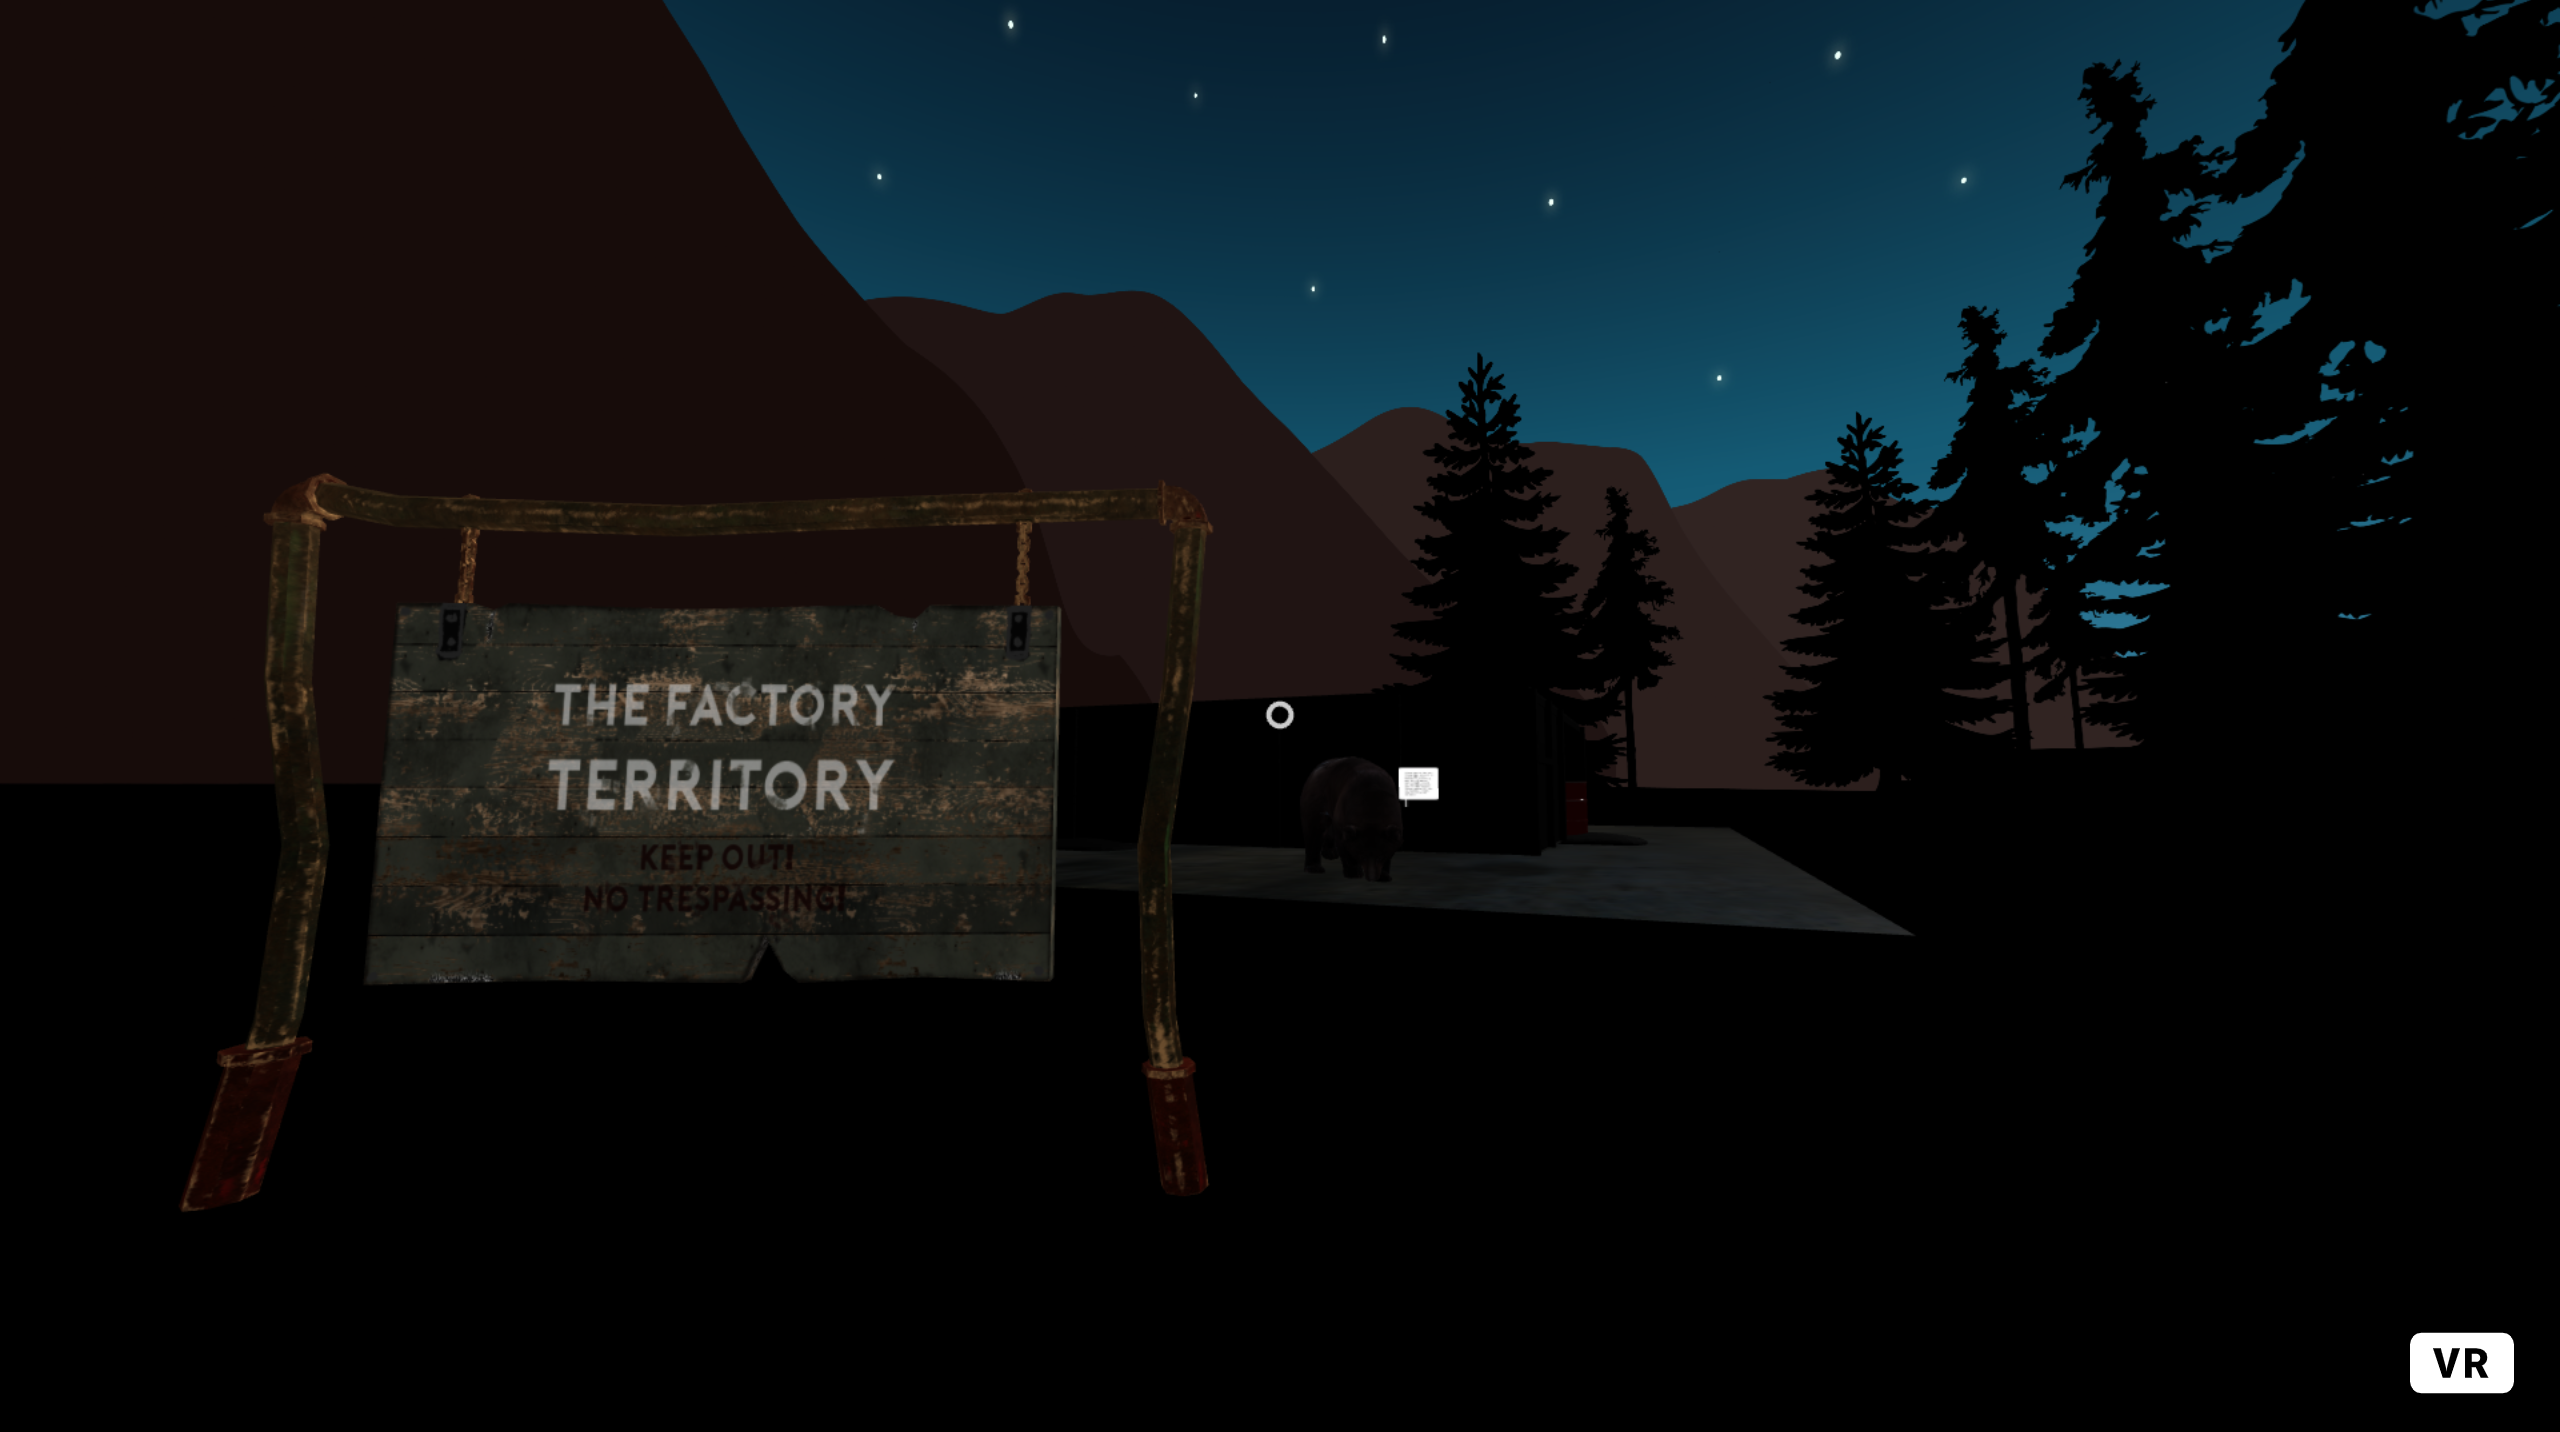 THE FACTORY
TERRITORY
KEEP OUT!
NO TRESPASSING!
VR